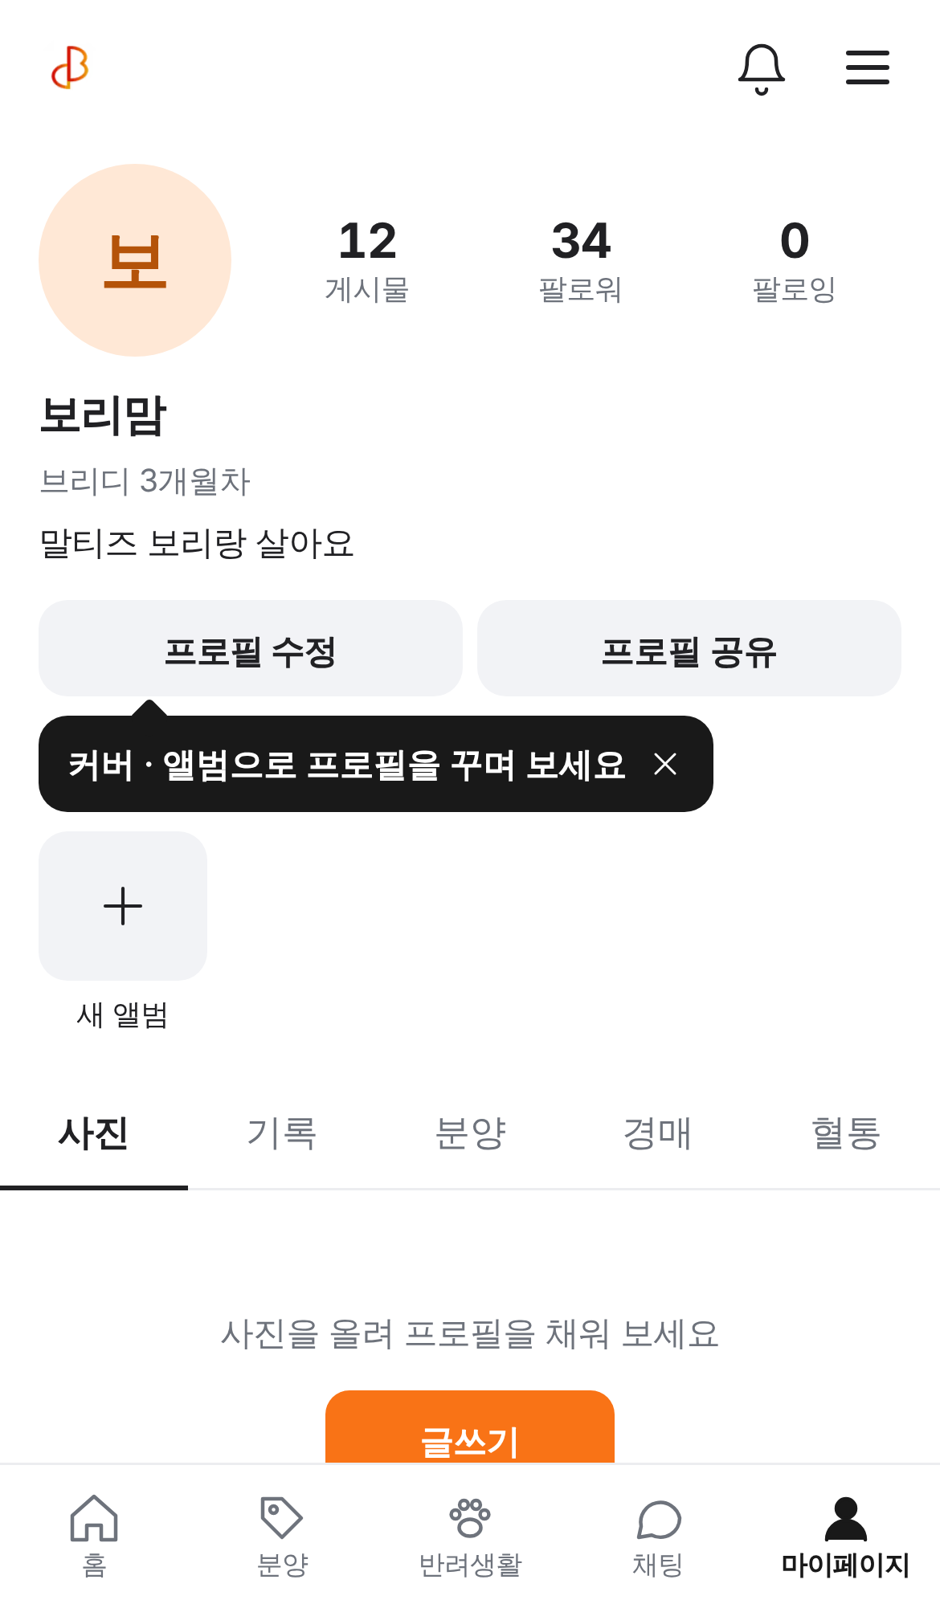 보
12
게시물
34
팔로워
0
팔로잉
보리맘
브리디 3개월차
말티즈 보리랑 살아요
프로필 수정
프로필 공유
커버 · 앨범으로 프로필을 꾸며 보세요
새 앨범
사진
기록
분양
경매
혈통
사진을 올려 프로필을 채워 보세요
글쓰기
홈
분양
반려생활
채팅
마이페이지